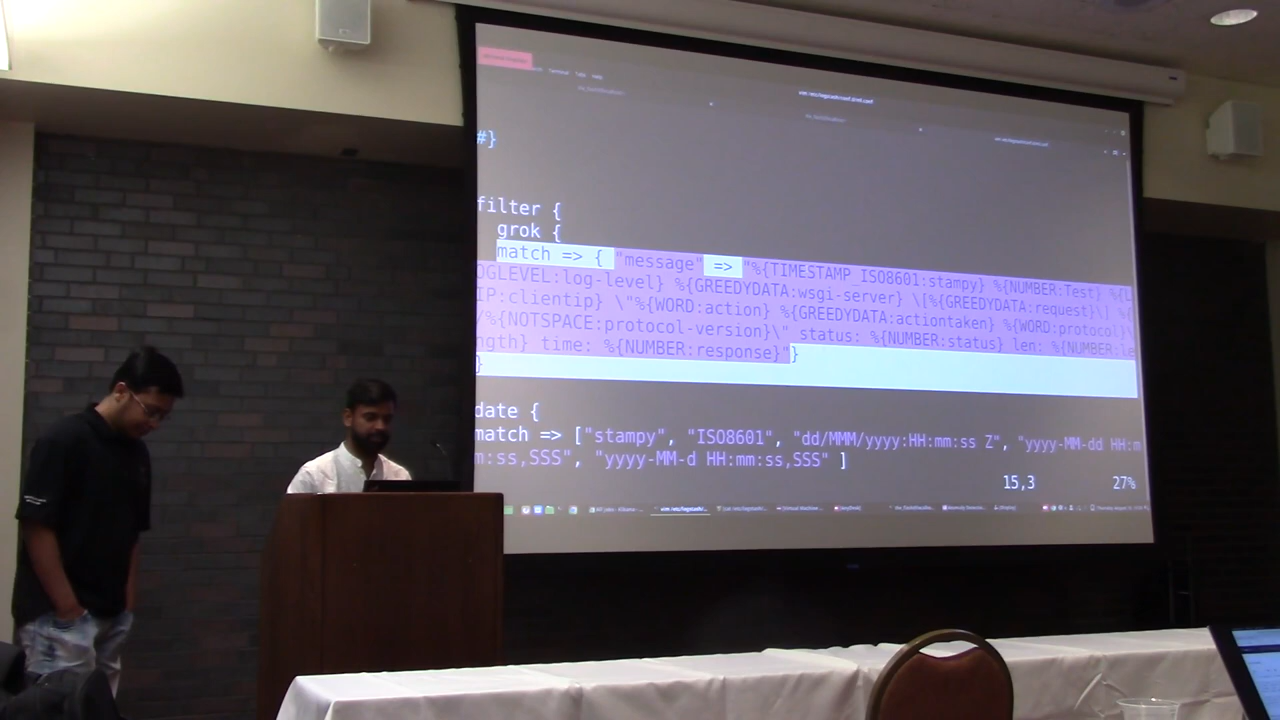 #}
filter {
grok {
match => { "message" => "%{TIMESTAMP_ISO8601:stampy} %{NUMBER:Test} %{L
OGLEVEL:log-level} %{GREEDYDATA:wsgi-server} \[%{GREEDYDATA:request}\] %{
IP:clientip} \"%{WORD:action} %{GREEDYDATA:actiontaken} %{WORD:protocol}\
/%{NOTSPACE:protocol-version}\" status: %{NUMBER:status} len: %{NUMBER:le
ngth} time: %{NUMBER:response}"}
}
date {
match => ["stampy", "ISO8601", "dd/MMM/yyyy:HH:mm:ss Z", "yyyy-MM-dd HH:m
m:ss,SSS", "yyyy-MM-d HH:mm:ss,SSS" ]
15,3 27%